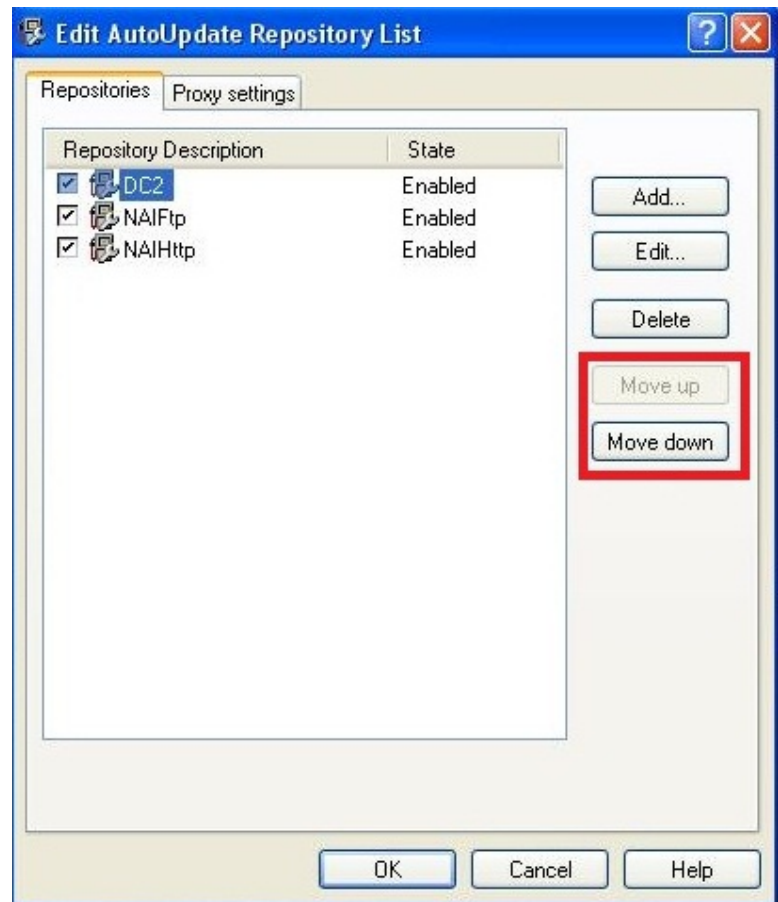 Edit AutoUpdate Repository List
Repositories Proxy settings
Repository Description State
DC2 Enabled
NAIFtp Enabled
NAIHttp Enabled
Add...
Edit...
Delete
Move up
Move down
OK Cancel Help